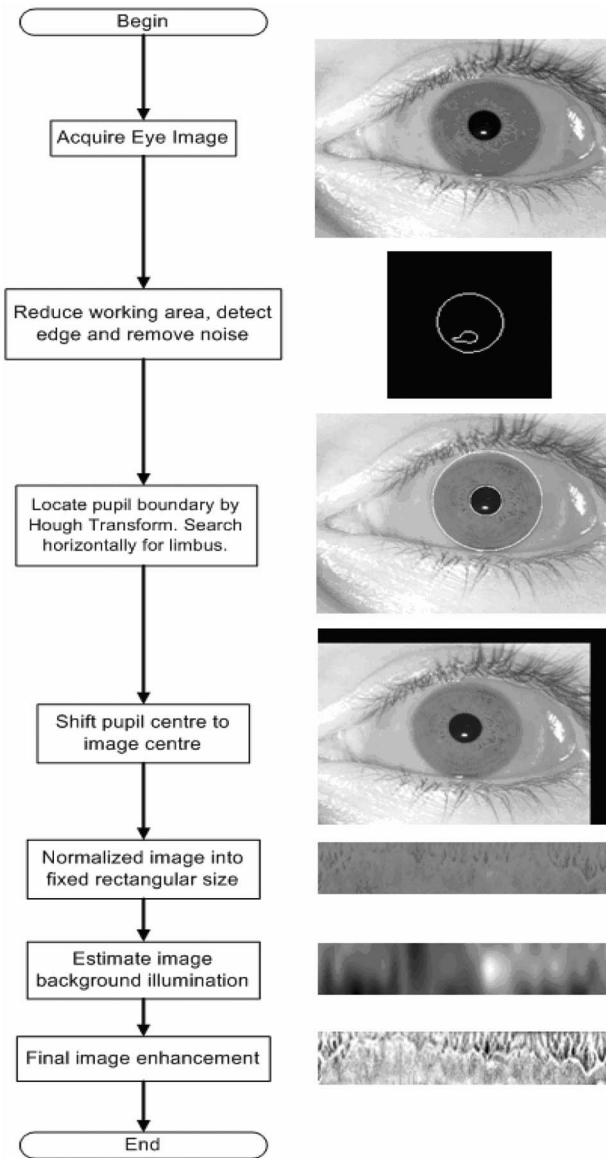 Begin
Acquire Eye Image
Reduce working area, detect
edge and remove noise
Locate pupil boundary by
Hough Transform. Search
horizontally for limbus.
Shift pupil centre to
image centre
Normalized image into
fixed rectangular size
Estimate image
background illumination
Final image enhancement
End